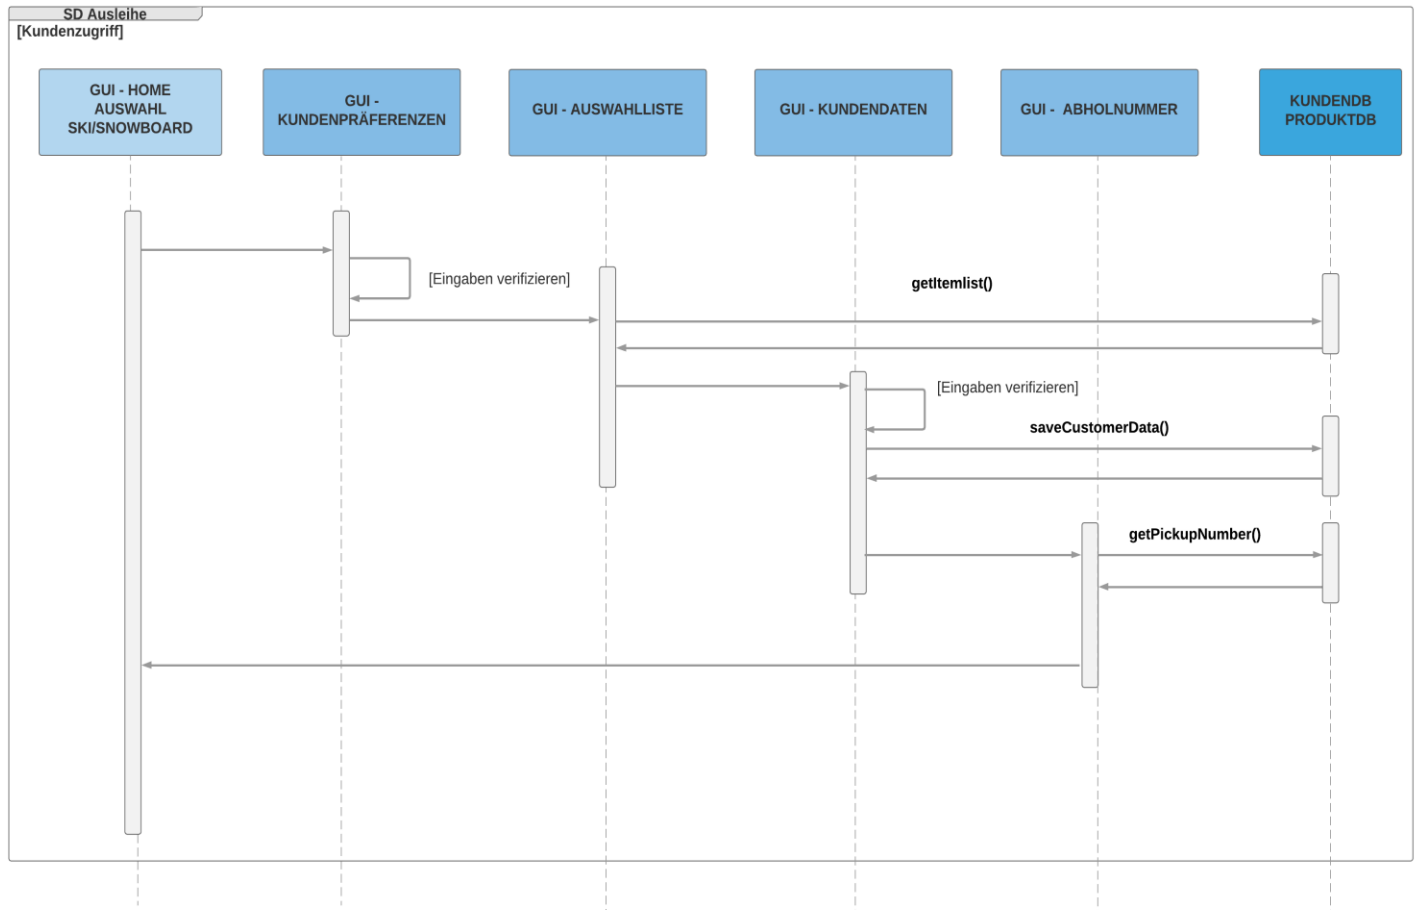 SD Ausleihe
[Kundenzugriff]
GUI - HOME
AUSWAHL
SKI/SNOWBOARD
GUI -
KUNDENPRÄFERENZEN
GUI - AUSWAHLLISTE
GUI - KUNDENDATEN
GUI - ABHOLNUMMER
KUNDENDB
PRODUKTDB
[Eingaben verifizieren]
getItemlist()
[Eingaben verifizieren]
saveCustomerData()
getPickupNumber()